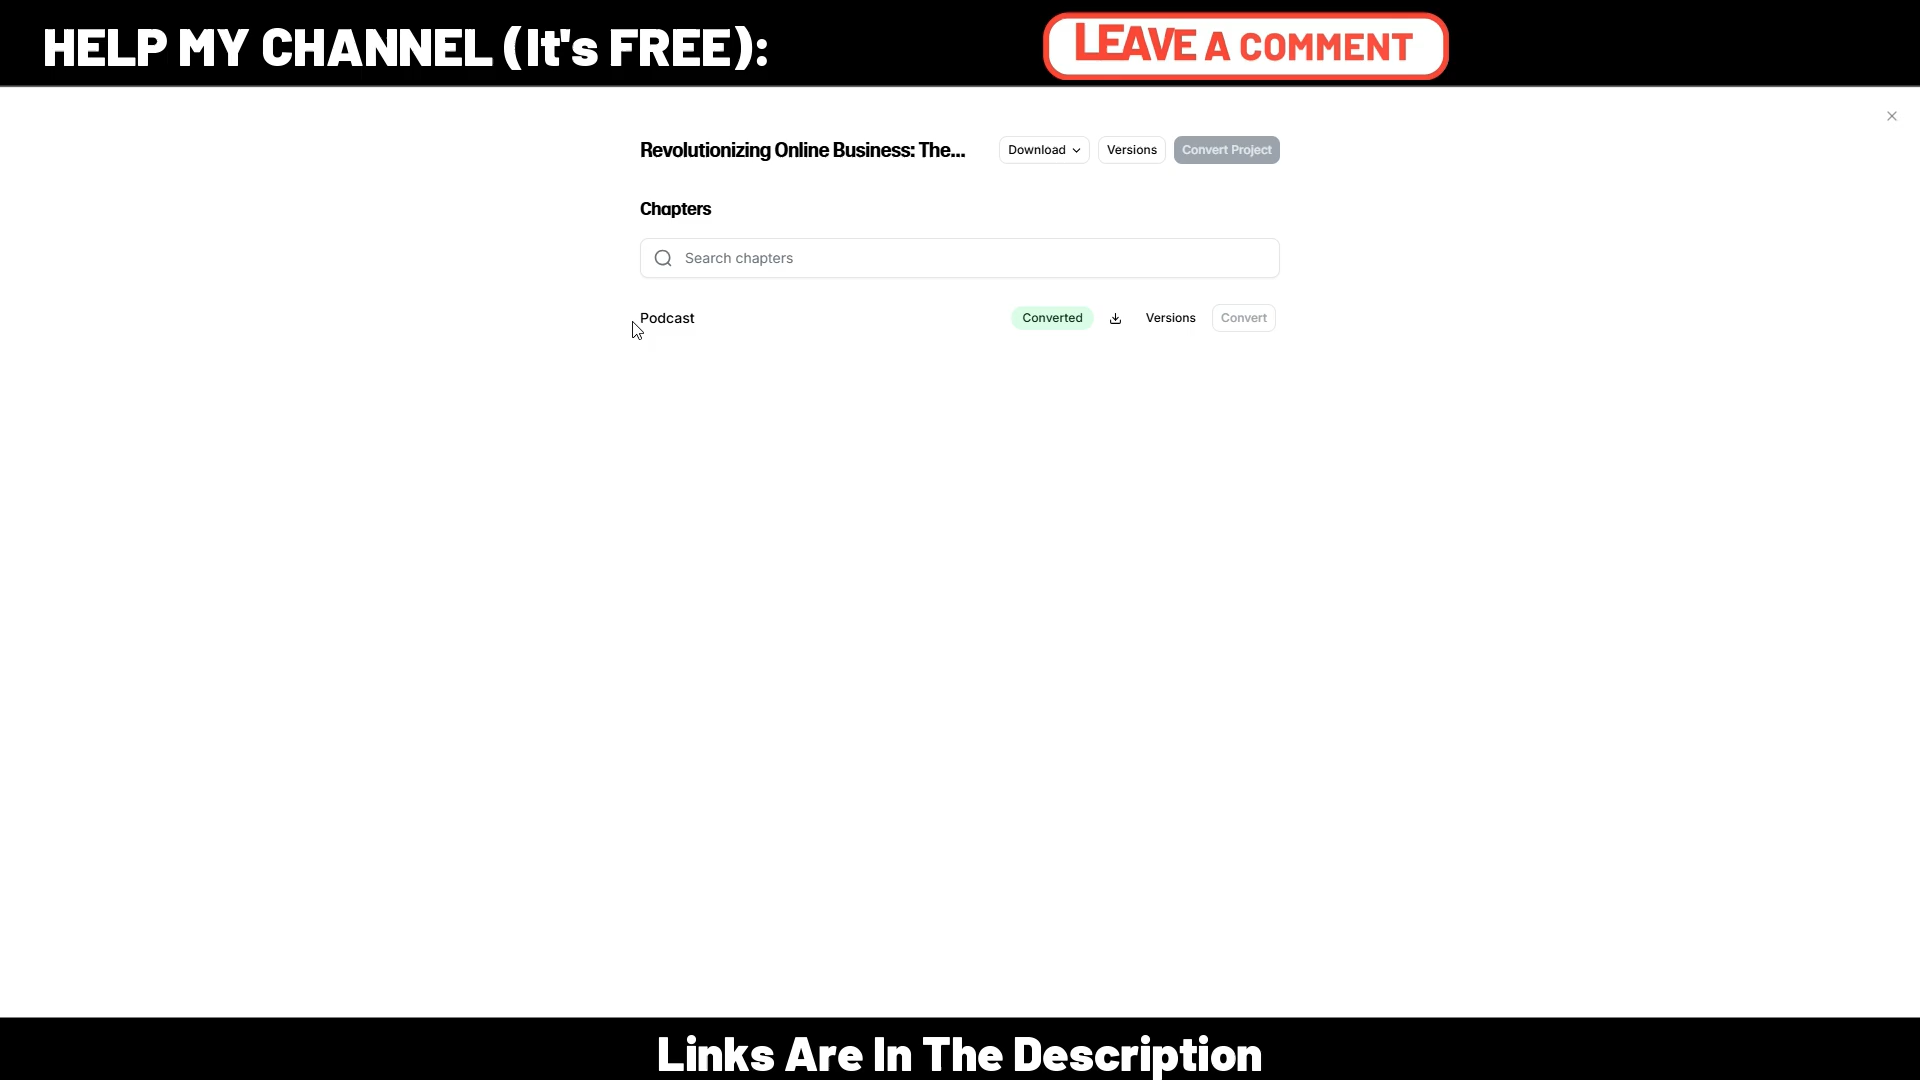 HELP MY CHANNEL (It's FREE):
LEAVE A COMMENT
Revolutionizing Online Business: The...
Download
Versions
Convert Project
Chapters
Search chapters
Podcast
Converted
Versions
Convert
Links Are In The Description